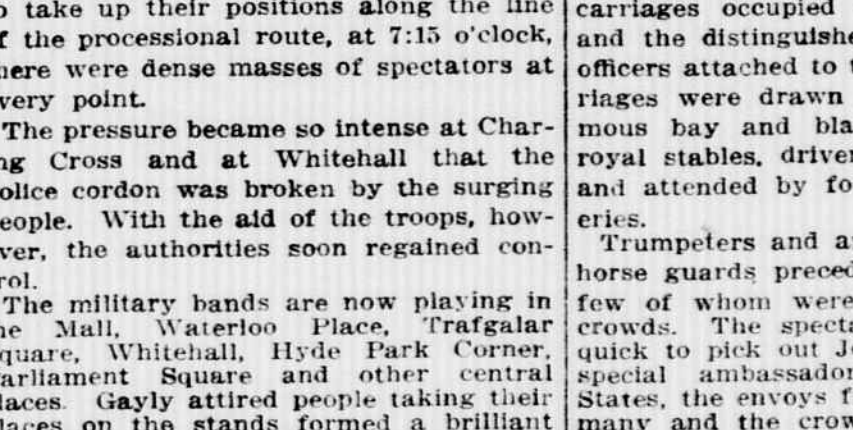 o take up their positions along the line
f the processional route, at 7:15 o'clock,
here were dense masses of spectators at
very point.
The pressure became so intense at Char-
ng Cross and at Whitehall that the
olice cordon was broken by the surging
eople. With the aid of the troops, how-
ver, the authorities soon regained con-
rol.
The military bands are now playing in
he Mall, Waterloo Place, Trafgalar
quare, Whitehall, Hyde Park Corner,
arliament Square and other central
laces. Gayly attired people taking their
laces on the stands formed a brilliant
carriages occupied
and the distinguishe
officers attached to t
riages were drawn
mous bay and bla
royal stables, driver
and attended by fo
eries.
Trumpeters and a
horse guards preced
few of whom were
crowds. The specta
quick to pick out J
special ambassador
States, the envoys f
many and the crow